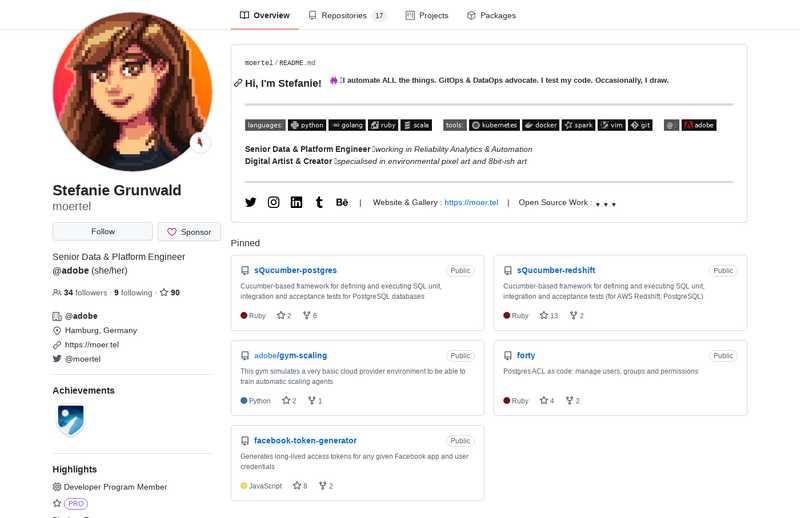 Overview
Repositories 17
Projects
Packages
moertel / README.md
Hi, I'm Stefanie!
I automate ALL the things. GitOps & DataOps advocate. I test my code. Occasionally, I draw.
languages: python golang ruby scala tools: kubernetes docker spark vim git @ adobe
Senior Data & Platform Engineer working in Reliability Analytics & Automation
Digital Artist & Creator specialised in environmental pixel art and 8bit-ish art
| Website & Gallery : https://moer.tel | Open Source Work :
Stefanie Grunwald
moertel
Follow
Sponsor
Senior Data & Platform Engineer
@adobe (she/her)
34 followers · 9 following · 90
@adobe
Hamburg, Germany
https://moer.tel
@moertel
Achievements
Highlights
Developer Program Member
PRO
Pinned
sQucumber-postgres Public
Cucumber-based framework for defining and executing SQL unit,
integration and acceptance tests for PostgreSQL databases
Ruby 2 6
sQucumber-redshift Public
Cucumber-based framework for defining and executing SQL unit,
integration and acceptance tests (for AWS Redshift; PostgreSQL)
Ruby 13 2
adobe/gym-scaling Public
This gym simulates a very basic cloud provider environment to be able to
train automatic scaling agents
Python 2 1
forty Public
Postgres ACL as code: manage users, groups and permissions
Ruby 4 2
facebook-token-generator Public
Generates long-lived access tokens for any given Facebook app and user
credentials
JavaScript 8 2